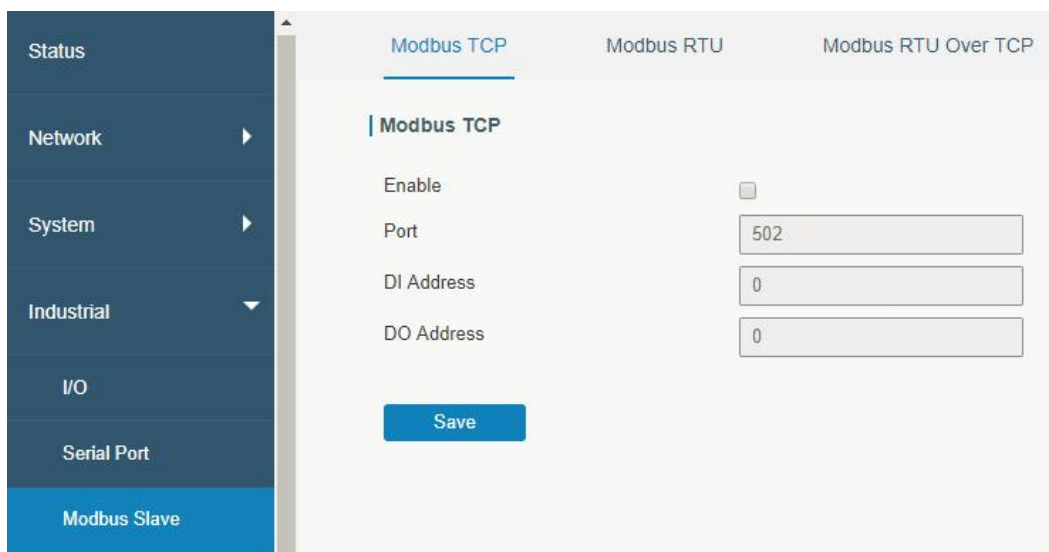 Status
Network
System
Industrial
I/O
Serial Port
Modbus Slave
Modbus TCP
Modbus RTU
Modbus RTU Over TCP
Modbus TCP
Enable
Port
502
DI Address
0
DO Address
0
Save